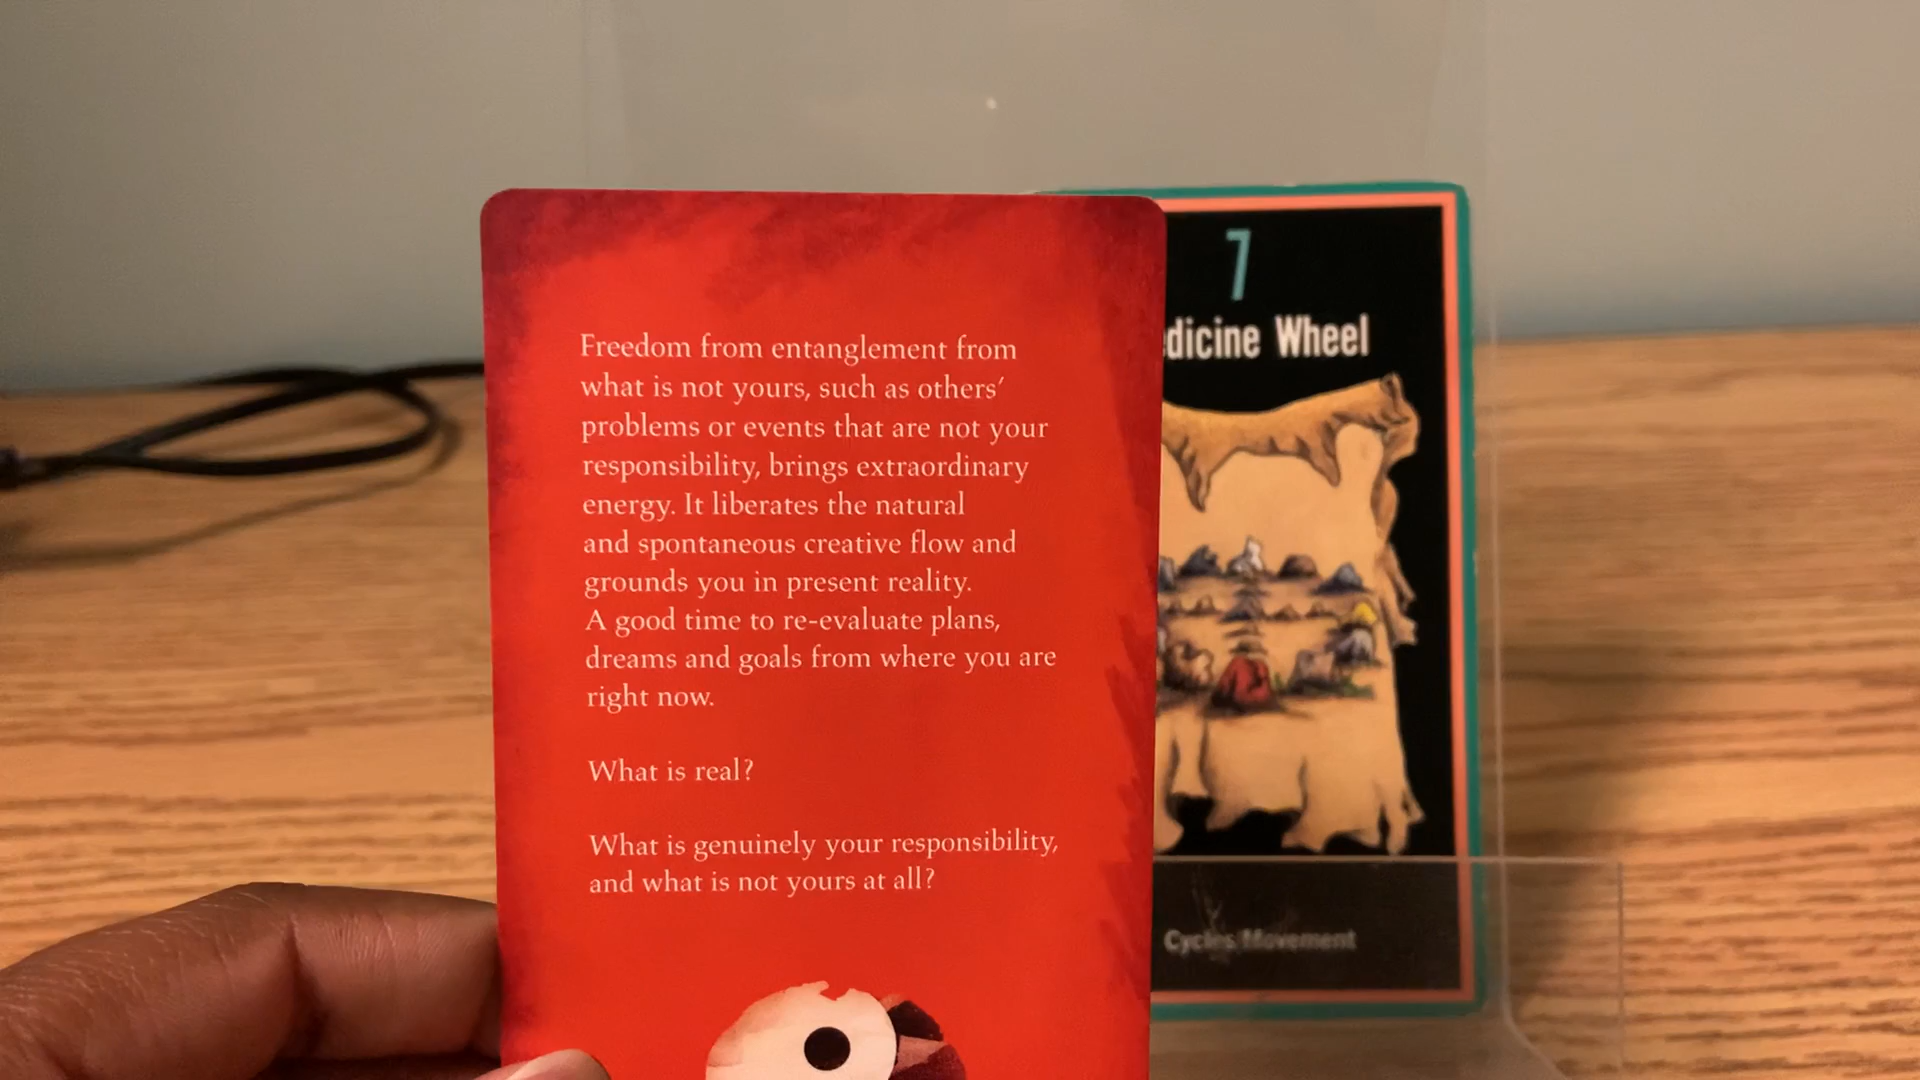 Freedom from entanglement from
what is not yours, such as others’
problems or events that are not your
responsibility, brings extraordinary
energy. It liberates the natural
and spontaneous creative flow and
grounds you in present reality.
A good time to re-evaluate plans,
dreams and goals from where you are
right now.
What is real?
What is genuinely your responsibility,
and what is not yours at all?
7
dicine Wheel
Cycles/Movement